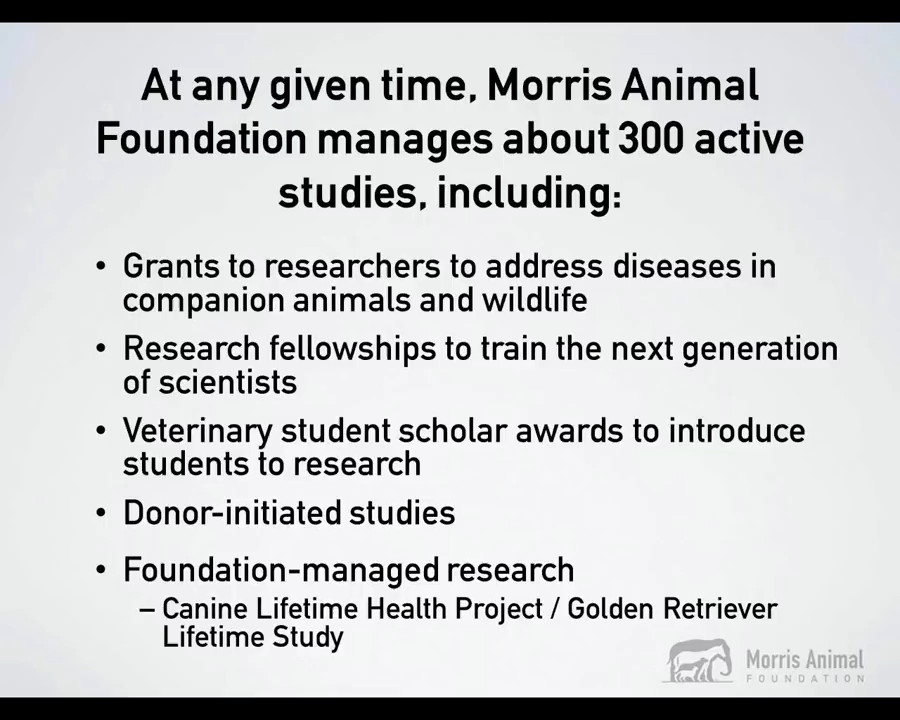 At any given time, Morris Animal
Foundation manages about 300 active
studies, including:
• Grants to researchers to address diseases in
companion animals and wildlife
• Research fellowships to train the next generation
of scientists
• Veterinary student scholar awards to introduce
students to research
• Donor-initiated studies
• Foundation-managed research
– Canine Lifetime Health Project / Golden Retriever
Lifetime Study
Morris Animal
FOUNDATION